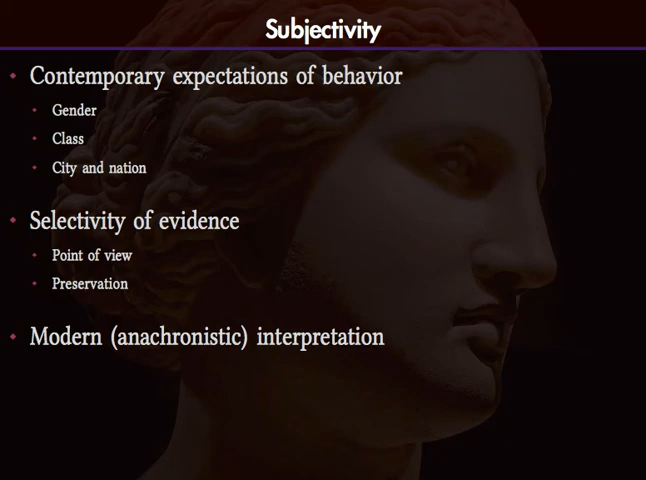 Subjectivity
Contemporary expectations of behavior
Gender
Class
City and nation
Selectivity of evidence
Point of view
Preservation
Modern (anachronistic) interpretation